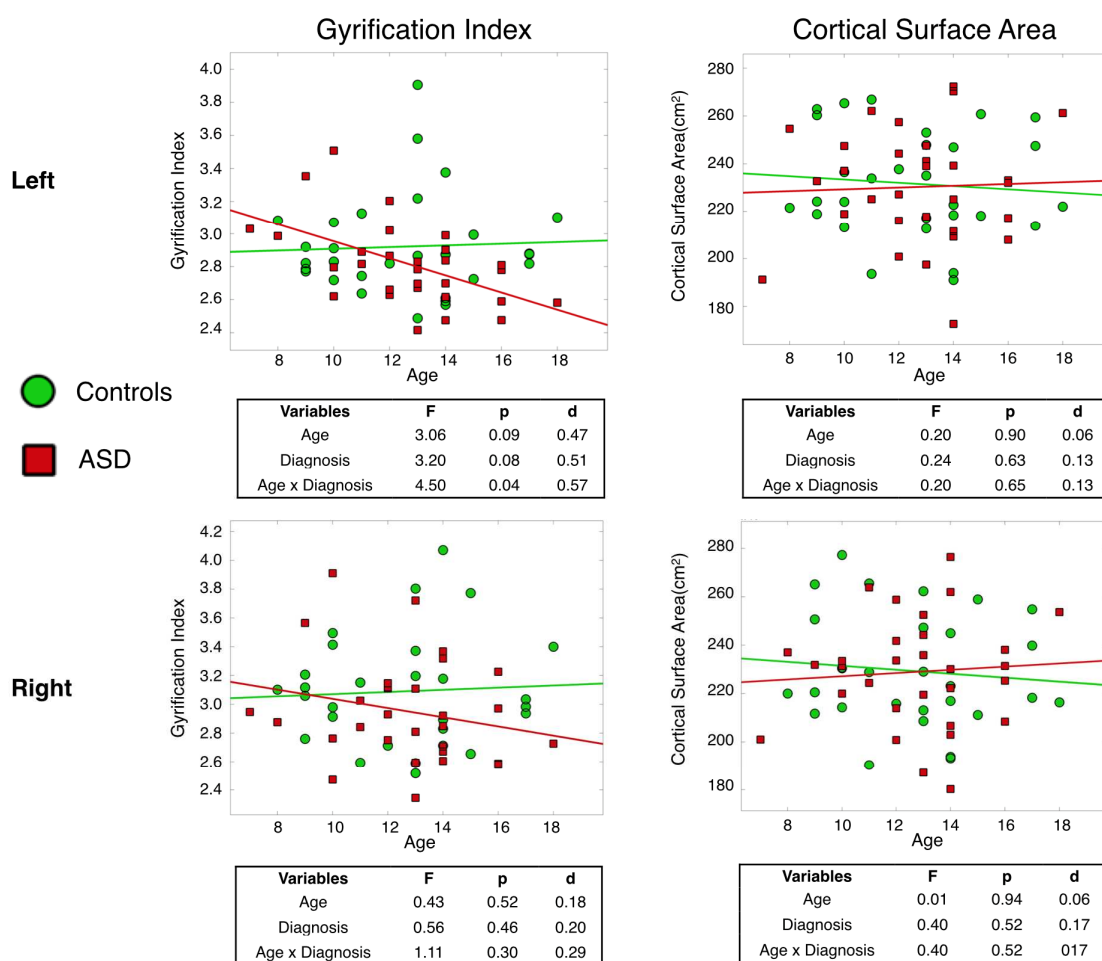 Gyrification Index
Cortical Surface Area
Left
Gyrification Index
4.0
3.8
3.6
3.4
3.2
3.0
2.8
2.6
2.4
8 10 12 14 16 18
Age
Cortical Surface Area(cm²)
280
260
240
220
200
180
8 10 12 14 16 18
Age
Controls
ASD
Variables F p d
Age 3.06 0.09 0.47
Diagnosis 3.20 0.08 0.51
Age x Diagnosis 4.50 0.04 0.57
Variables F p d
Age 0.20 0.90 0.06
Diagnosis 0.24 0.63 0.13
Age x Diagnosis 0.20 0.65 0.13
Right
Gyrification Index
4.2
4.0
3.8
3.6
3.4
3.2
3.0
2.8
2.6
2.4
8 10 12 14 16 18
Age
Cortical Surface Area(cm²)
280
260
240
220
200
180
8 10 12 14 16 18
Age
Variables F p d
Age 0.43 0.52 0.18
Diagnosis 0.56 0.46 0.20
Age x Diagnosis 1.11 0.30 0.29
Variables F p d
Age 0.01 0.94 0.06
Diagnosis 0.40 0.52 0.17
Age x Diagnosis 0.40 0.52 017